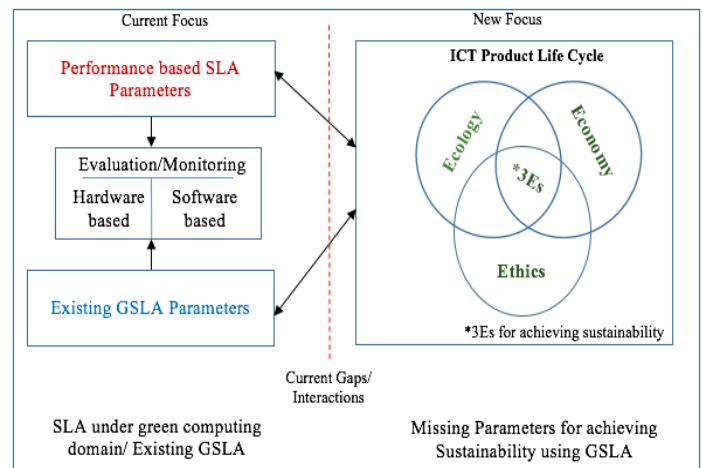 Current Focus
New Focus
Performance based SLA
Parameters
Evaluation/Monitoring
Hardware
based
Software
based
Existing GSLA Parameters
ICT Product Life Cycle
Ecology
Economy
*3Es
Ethics
*3Es for achieving sustainability
Current Gaps/
Interactions
SLA under green computing
domain/ Existing GSLA
Missing Parameters for achieving
Sustainability using GSLA